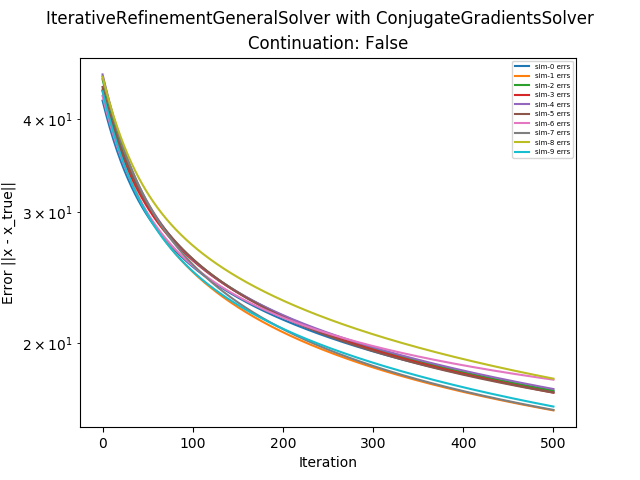 IterativeRefinementGeneralSolver with ConjugateGradientsSolver
Continuation: False
sim-0 errs
sim-1 errs
sim-2 errs
sim-3 errs
sim-4 errs
sim-5 errs
sim-6 errs
sim-7 errs
sim-8 errs
sim-9 errs
4 × 10¹
3 × 10¹
2 × 10¹
Error ||x - x_true||
0 100 200 300 400 500
Iteration